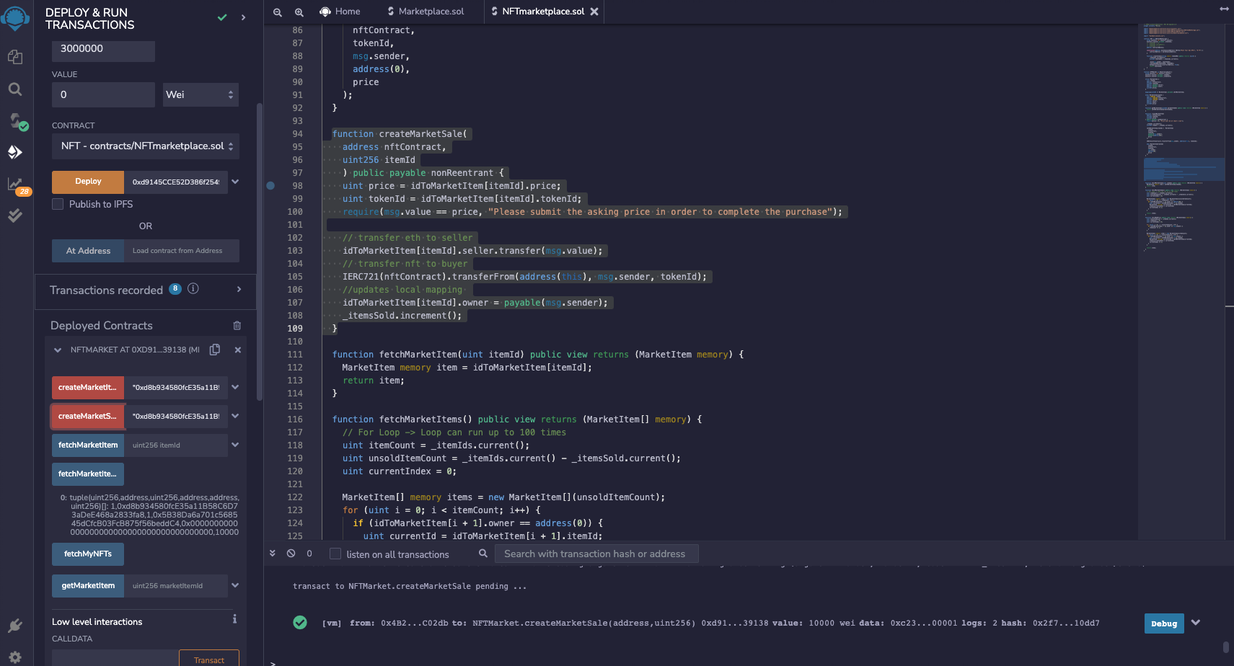 DEPLOY & RUN
TRANSACTIONS
3000000
VALUE
0
Wei
CONTRACT
NFT - contracts/NFTmarketplace.sol
Deploy
0xd9145CCE52D386f254
Publish to IPFS
OR
At Address
Load contract from Address
Transactions recorded 8
Deployed Contracts
NFTMARKET AT 0XD91...39138 (MI
createMarketIt...
"0xd8b934580fcE35a11B5
createMarketS...
"0xd8b934580fcE35a11B5
fetchMarketItem
uint256 itemId
fetchMarketIte...
0: tuple(uint256,address,uint256,address,address,
uint256)[]: 1,0xd8b934580fcE35a11B58C6D7
3aDeE468a2833fa8,1,0x5B38Da6a701c5685
45dCfcB03FcB875f56beddC4,0x0000000000
000000000000000000000000000000,10000
fetchMyNFTs
getMarketItem
uint256 marketItemId
Low level interactions
CALLDATA
Transact
28
Home
Marketplace.sol
NFTmarketplace.sol
86 nftContract,
87 tokenId,
88 msg.sender,
89 address(0),
90 price
91 );
92 }
93
94 function createMarketSale(
95 address nftContract,
96 uint256 itemId
97 ) public payable nonReentrant {
98 uint price = idToMarketItem[itemId].price;
99 uint tokenId = idToMarketItem[itemId].tokenId;
100 require(msg.value == price, "Please submit the asking price in order to complete the purchase");
101
102 // transfer eth to seller
103 idToMarketItem[itemId].seller.transfer(msg.value);
104 // transfer nft to buyer
105 IERC721(nftContract).transferFrom(address(this), msg.sender, tokenId);
106 //updates local mapping
107 idToMarketItem[itemId].owner = payable(msg.sender);
108 _itemsSold.increment();
109 }
110
111 function fetchMarketItem(uint itemId) public view returns (MarketItem memory) {
112 MarketItem memory item = idToMarketItem[itemId];
113 return item;
114 }
115
116 function fetchMarketItems() public view returns (MarketItem[] memory) {
117 // For Loop -> Loop can run up to 100 times
118 uint itemCount = _itemIds.current();
119 uint unsoldItemCount = _itemIds.current() - _itemsSold.current();
120 uint currentIndex = 0;
121
122 MarketItem[] memory items = new MarketItem[](unsoldItemCount);
123 for (uint i = 0; i < itemCount; i++) {
124 if (idToMarketItem[i + 1].owner == address(0)) {
125 uint currentId = idToMarketItem[i + 1].itemId;
0
listen on all transactions
Search with transaction hash or address
transact to NFTMarket.createMarketSale pending ...
[vm] from: 0x4B2...C02db to: NFTMarket.createMarketSale(address,uint256) 0xd91...39138 value: 10000 wei data: 0xc23...00001 logs: 2 hash: 0x2f7...10dd7
Debug
>